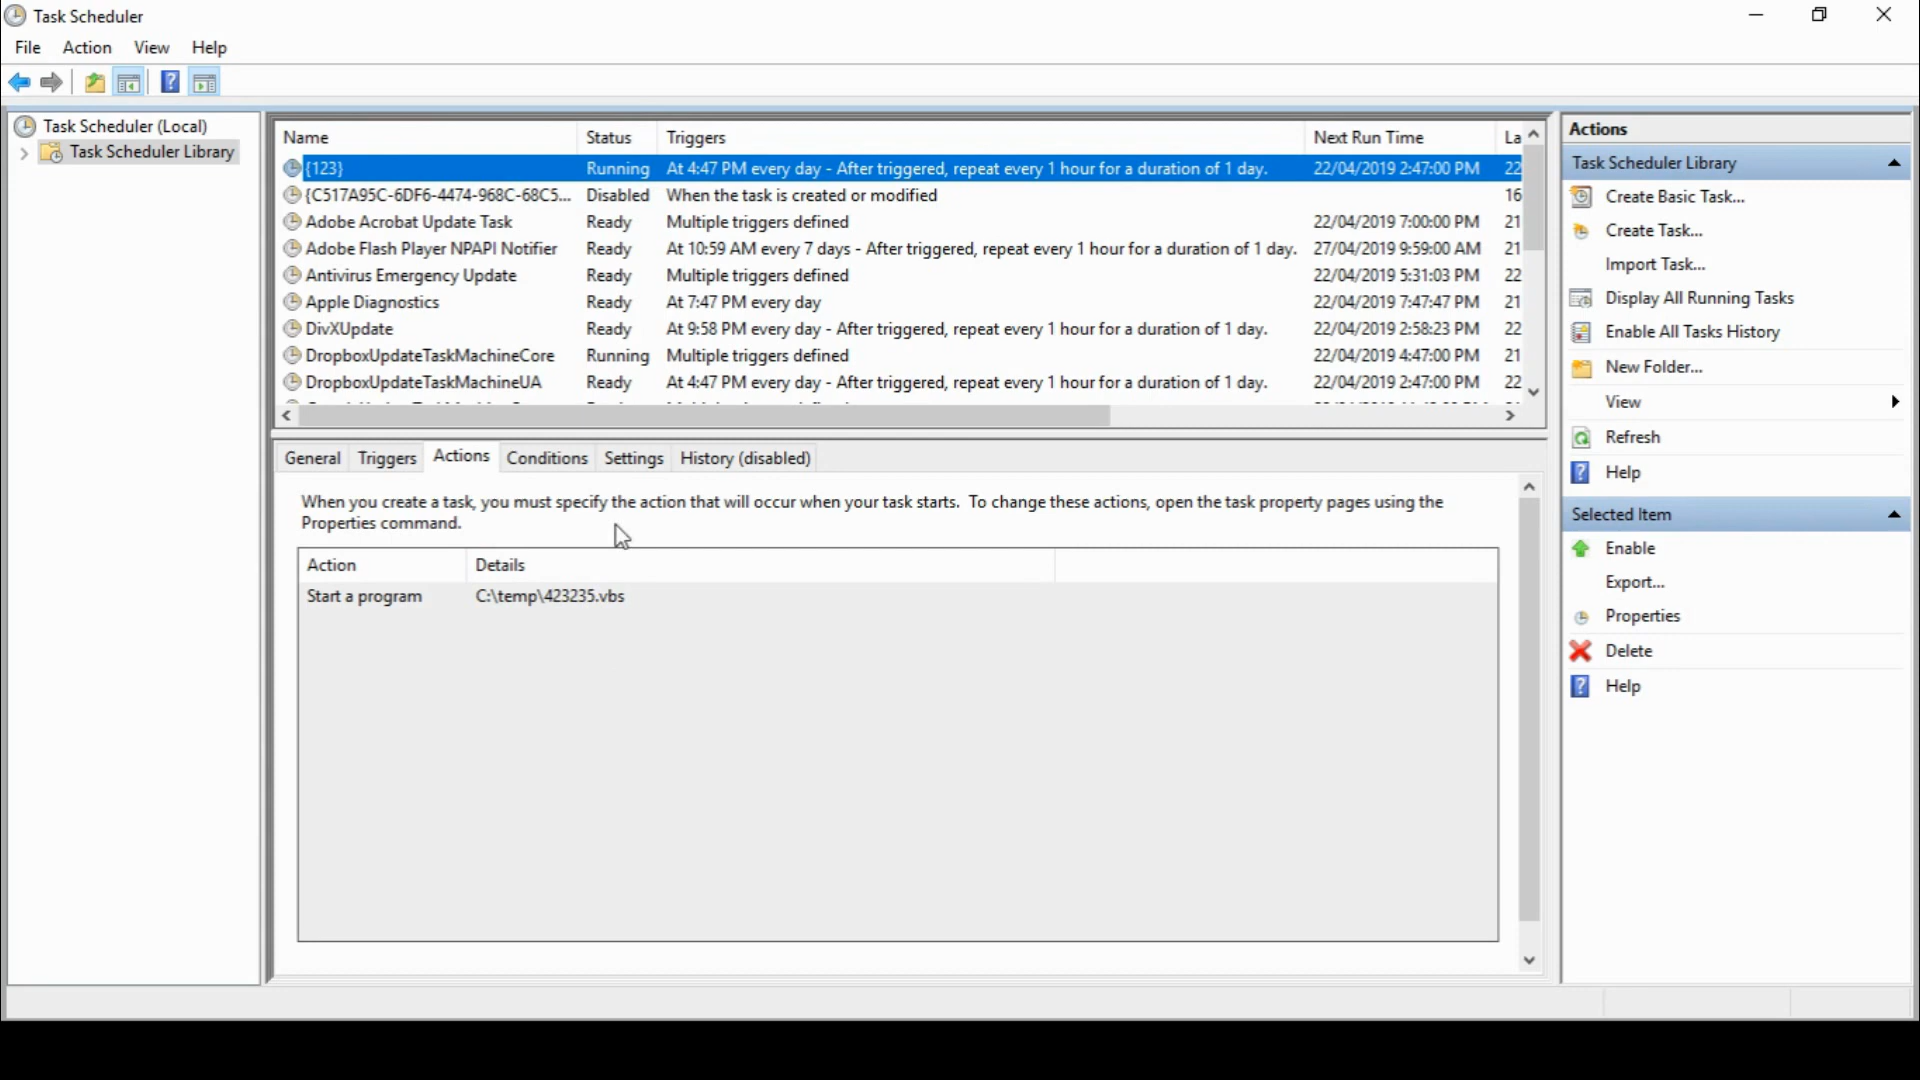 Task Scheduler
File Action View Help
Task Scheduler (Local)
Task Scheduler Library
Name Status Triggers Next Run Time La
{123} Running At 4:47 PM every day - After triggered, repeat every 1 hour for a duration of 1 day. 22/04/2019 2:47:00 PM 22
{C517A95C-6DF6-4474-968C-68C5... Disabled When the task is created or modified 16
Adobe Acrobat Update Task Ready Multiple triggers defined 22/04/2019 7:00:00 PM 21
Adobe Flash Player NPAPI Notifier Ready At 10:59 AM every 7 days - After triggered, repeat every 1 hour for a duration of 1 day. 27/04/2019 9:59:00 AM 21
Antivirus Emergency Update Ready Multiple triggers defined 22/04/2019 5:31:03 PM 22
Apple Diagnostics Ready At 7:47 PM every day 22/04/2019 7:47:47 PM 21
DivXUpdate Ready At 9:58 PM every day - After triggered, repeat every 1 hour for a duration of 1 day. 22/04/2019 2:58:23 PM 22
DropboxUpdateTaskMachineCore Running Multiple triggers defined 22/04/2019 4:47:00 PM 21
DropboxUpdateTaskMachineUA Ready At 4:47 PM every day - After triggered, repeat every 1 hour for a duration of 1 day. 22/04/2019 2:47:00 PM 22
General Triggers Actions Conditions Settings History (disabled)
When you create a task, you must specify the action that will occur when your task starts. To change these actions, open the task property pages using the
Properties command.
Action Details
Start a program C:\temp\423235.vbs
Actions
Task Scheduler Library
Create Basic Task...
Create Task...
Import Task...
Display All Running Tasks
Enable All Tasks History
New Folder...
View
Refresh
Help
Selected Item
Enable
Export...
Properties
Delete
Help